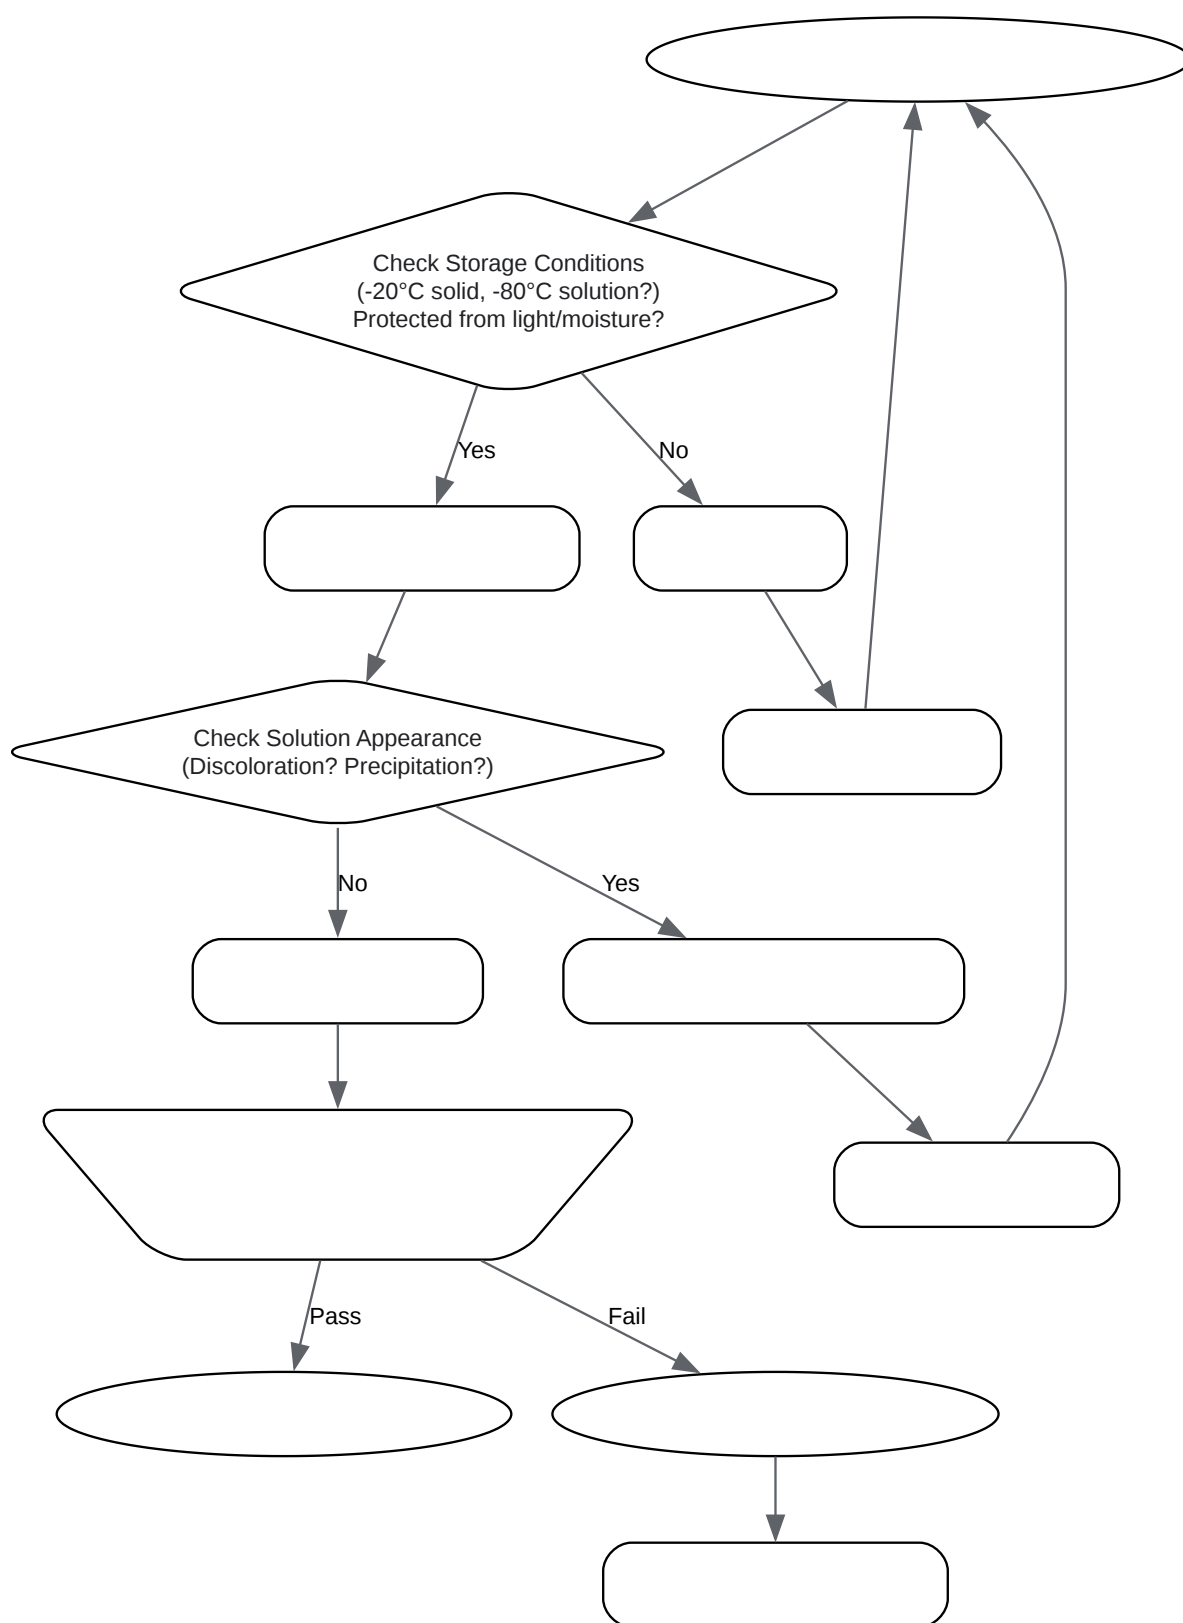 Check Storage Conditions
(-20°C solid, -80°C solution?)
Protected from light/moisture?
Yes
No
Check Solution Appearance
(Discoloration? Precipitation?)
No
Yes
Pass
Fail